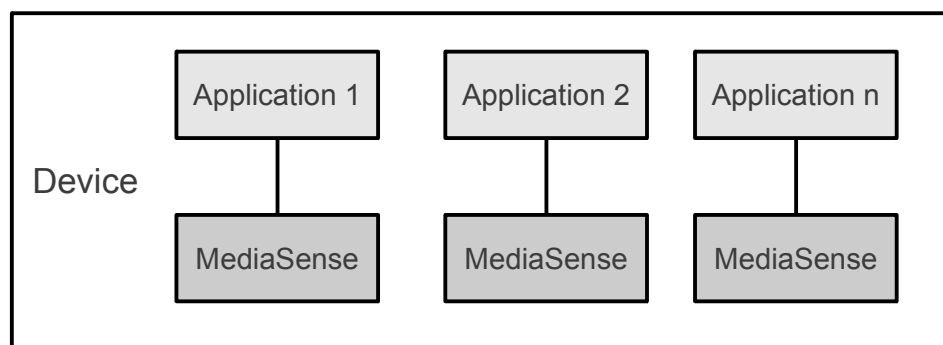 Application 1
Application 2
Application n
Device
MediaSense
MediaSense
MediaSense